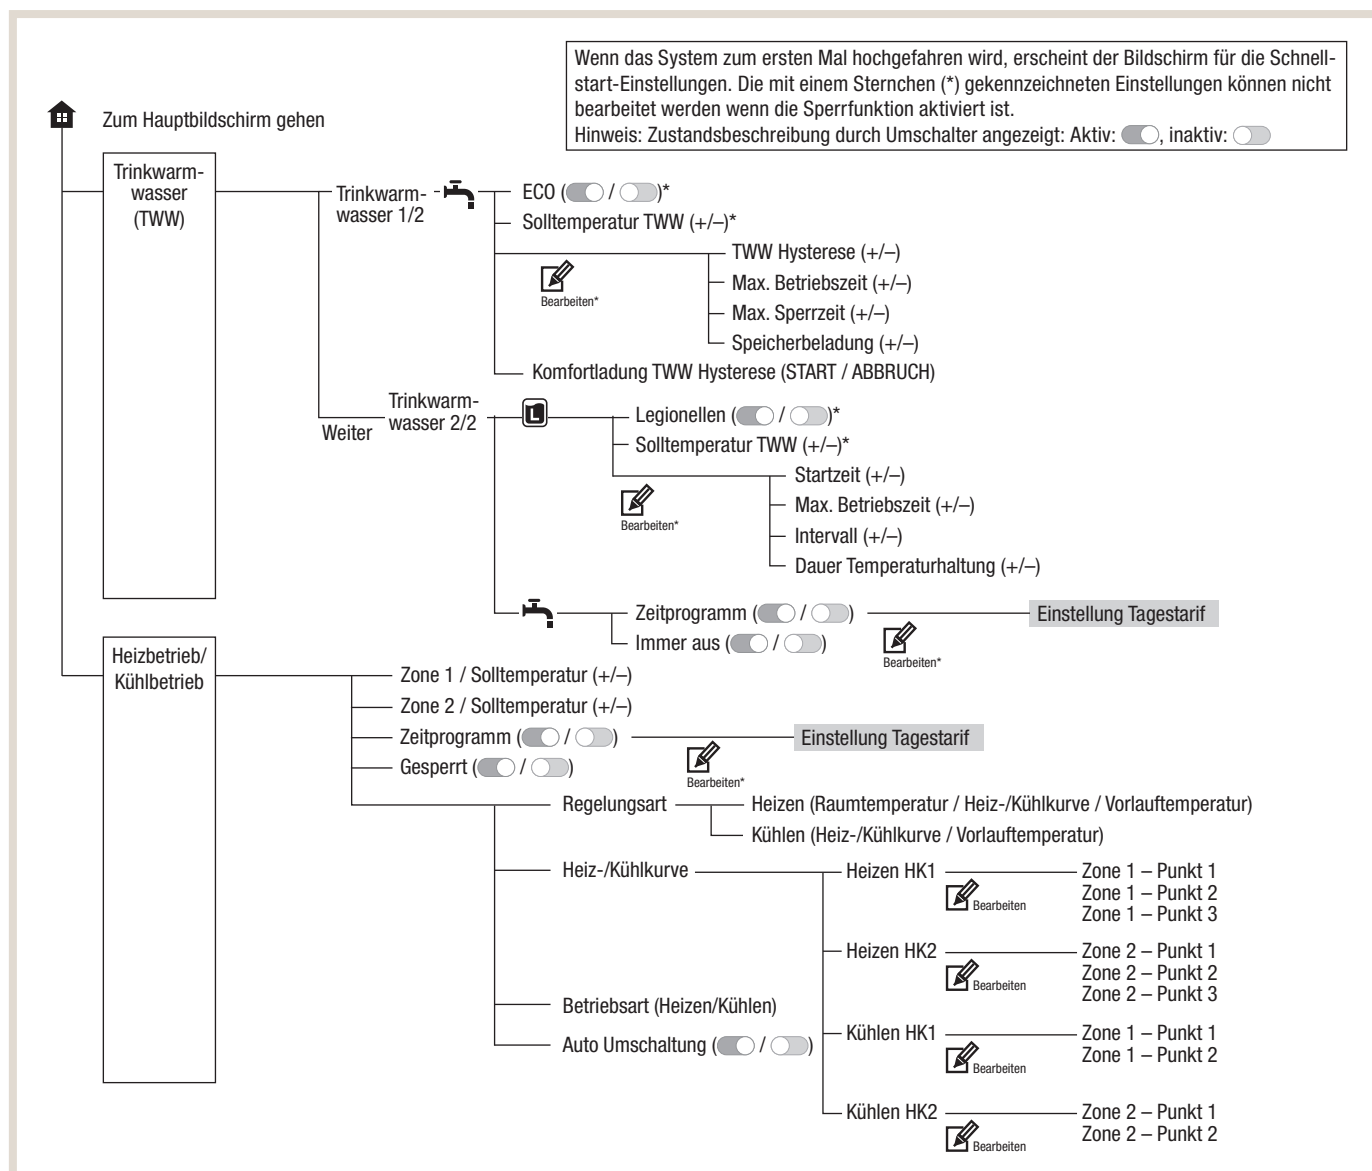 Wenn das System zum ersten Mal hochgefahren wird, erscheint der Bildschirm für die Schnell-
start-Einstellungen. Die mit einem Sternchen (*) gekennzeichneten Einstellungen können nicht
bearbeitet werden wenn die Sperrfunktion aktiviert ist.
Hinweis: Zustandsbeschreibung durch Umschalter angezeigt: Aktiv: , inaktiv:
Zum Hauptbildschirm gehen
Trinkwarm-
wasser
(TWW)
Trinkwarm-
wasser 1/2
ECO ( / )*
Solltemperatur TWW (+/–)*
Bearbeiten*
TWW Hysterese (+/–)
Max. Betriebszeit (+/–)
Max. Sperrzeit (+/–)
Speicherbeladung (+/–)
Komfortladung TWW Hysterese (START / ABBRUCH)
Weiter
Trinkwarm-
wasser 2/2
L
Legionellen ( / )*
Solltemperatur TWW (+/–)*
Bearbeiten*
Startzeit (+/–)
Max. Betriebszeit (+/–)
Intervall (+/–)
Dauer Temperaturhaltung (+/–)
Zeitprogramm ( / )
Bearbeiten*
Einstellung Tagestarif
Immer aus ( / )
Heizbetrieb/
Kühlbetrieb
Zone 1 / Solltemperatur (+/–)
Zone 2 / Solltemperatur (+/–)
Zeitprogramm ( / )
Bearbeiten*
Einstellung Tagestarif
Gesperrt ( / )
Regelungsart
Heizen (Raumtemperatur / Heiz-/Kühlkurve / Vorlauftemperatur)
Kühlen (Heiz-/Kühlkurve / Vorlauftemperatur)
Heiz-/Kühlkurve
Heizen HK1
Bearbeiten
Zone 1 – Punkt 1
Zone 1 – Punkt 2
Zone 1 – Punkt 3
Heizen HK2
Bearbeiten
Zone 2 – Punkt 1
Zone 2 – Punkt 2
Zone 2 – Punkt 3
Kühlen HK1
Bearbeiten
Zone 1 – Punkt 1
Zone 1 – Punkt 2
Kühlen HK2
Bearbeiten
Zone 2 – Punkt 1
Zone 2 – Punkt 2
Betriebsart (Heizen/Kühlen)
Auto Umschaltung ( / )